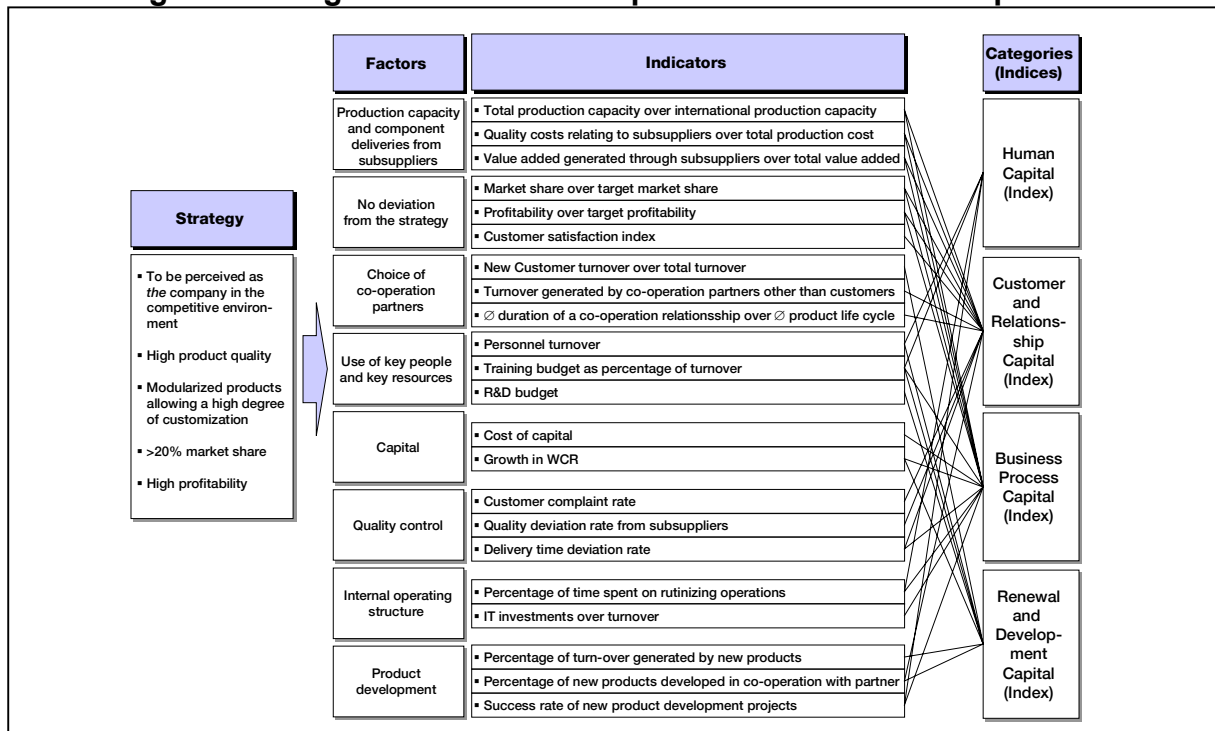 Strategy
▪ To be perceived as
the company in the
competitive environ-
ment
▪ High product quality
▪ Modularized products
allowing a high degree
of customization
▪ >20% market share
▪ High profitability
Factors
Production capacity
and component
deliveries from
subsuppliers
No deviation
from the strategy
Choice of
co-operation
partners
Use of key people
and key resources
Capital
Quality control
Internal operating
structure
Product
development
Indicators
▪ Total production capacity over international production capacity
▪ Quality costs relating to subsuppliers over total production cost
▪ Value added generated through subsuppliers over total value added
▪ Market share over target market share
▪ Profitability over target profitability
▪ Customer satisfaction index
▪ New Customer turnover over total turnover
▪ Turnover generated by co-operation partners other than customers
▪ ∅ duration of a co-operation relationsship over ∅ product life cycle
▪ Personnel turnover
▪ Training budget as percentage of turnover
▪ R&D budget
▪ Cost of capital
▪ Growth in WCR
▪ Customer complaint rate
▪ Quality deviation rate from subsuppliers
▪ Delivery time deviation rate
▪ Percentage of time spent on rutinizing operations
▪ IT investments over turnover
▪ Percentage of turn-over generated by new products
▪ Percentage of new products developed in co-operation with partner
▪ Success rate of new product development projects
Categories
(Indices)
Human
Capital
(Index)
Customer
and
Relations-
ship
Capital
(Index)
Business
Process
Capital
(Index)
Renewal
and
Develop-
ment
Capital
(Index)